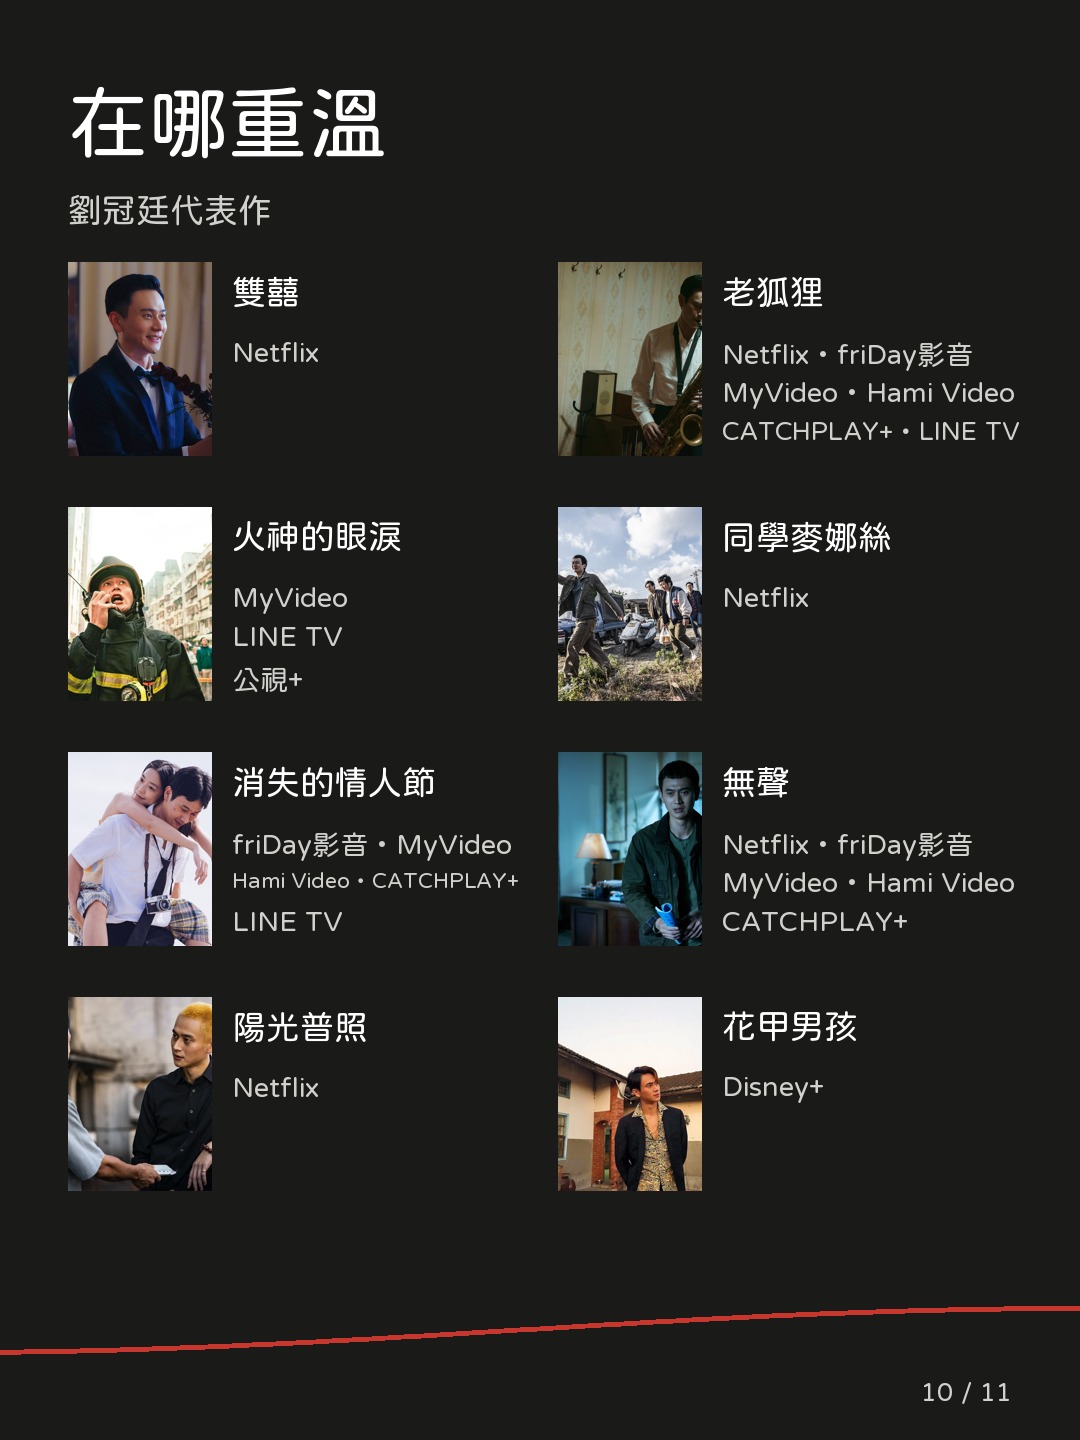 在哪重溫
劉冠廷代表作
雙囍
Netflix
老狐狸
Netflix・friDay影音
MyVideo・Hami Video
CATCHPLAY+・LINE TV
火神的眼淚
MyVideo
LINE TV
公視+
同學麥娜絲
Netflix
消失的情人節
friDay影音・MyVideo
Hami Video・CATCHPLAY+
LINE TV
無聲
Netflix・friDay影音
MyVideo・Hami Video
CATCHPLAY+
陽光普照
Netflix
花甲男孩
Disney+
10 / 11